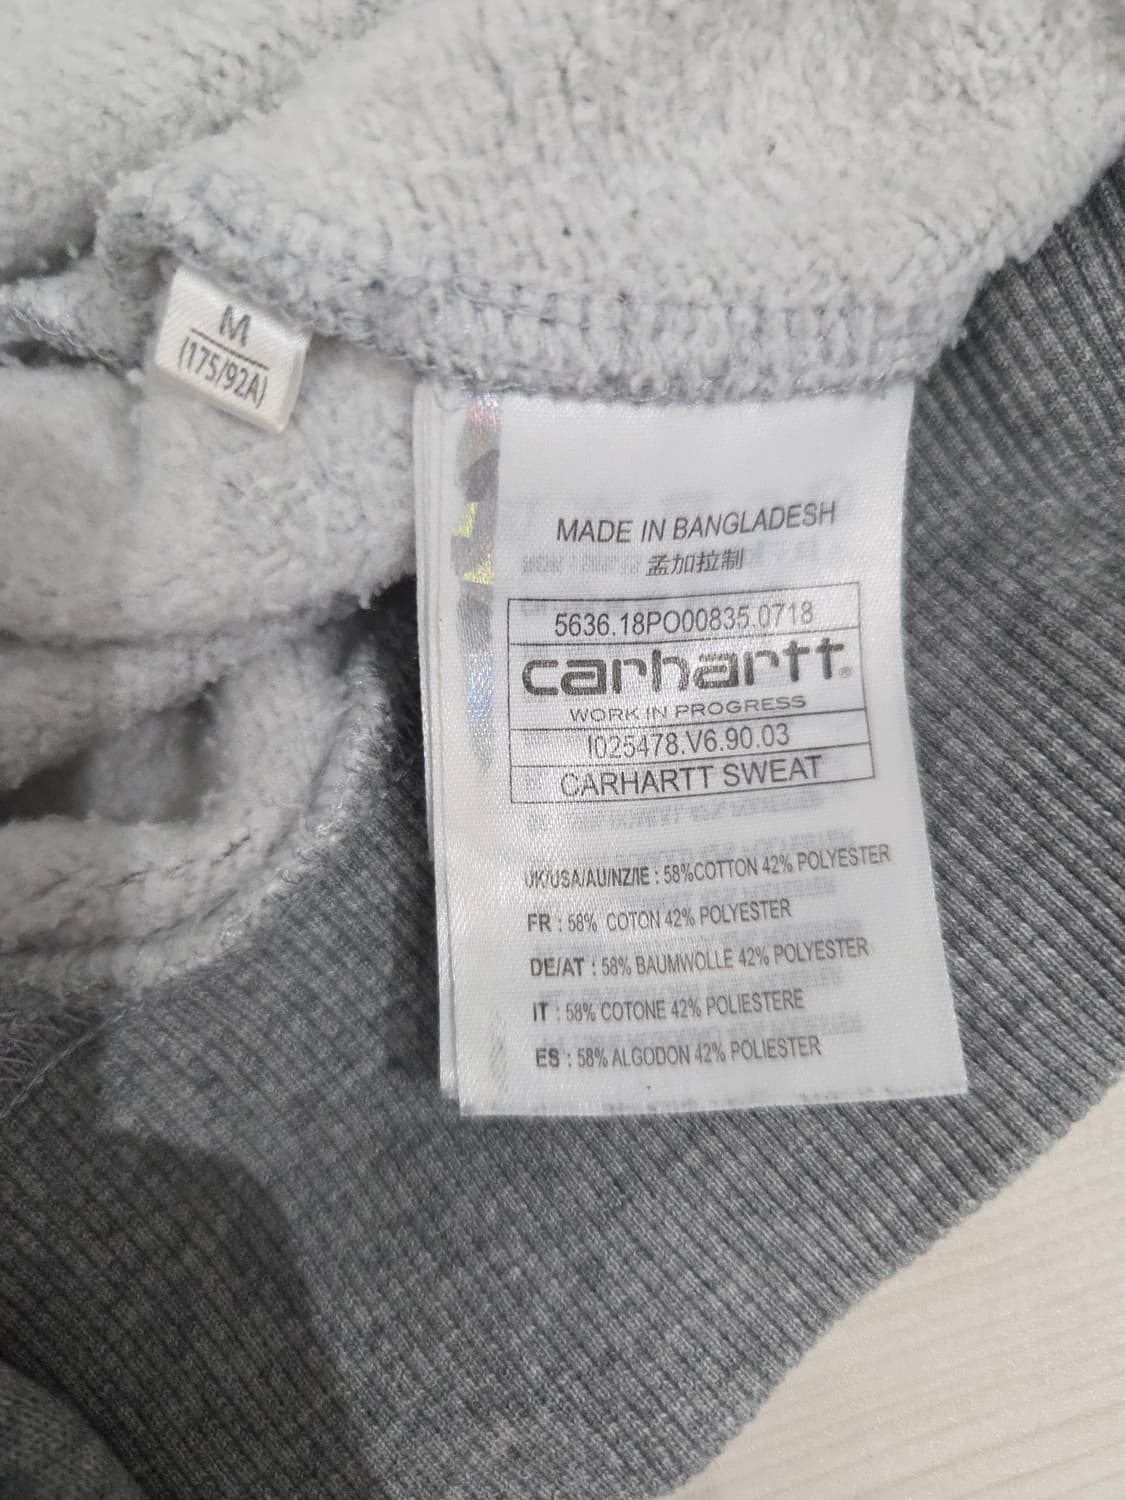 M
(175/92A)
MADE IN BANGLADESH
孟加拉制
5636.18PO00835.0718
carhartt®
WORK IN PROGRESS
I025478.V6.90.03
CARHARTT SWEAT
UK/USA/AU/NZ/IE : 58%COTTON 42% POLYESTER
FR : 58% COTON 42% POLYESTER
DE/AT : 58% BAUMWOLLE 42% POLYESTER
IT : 58% COTONE 42% POLIESTERE
ES : 58% ALGODON 42% POLIESTER